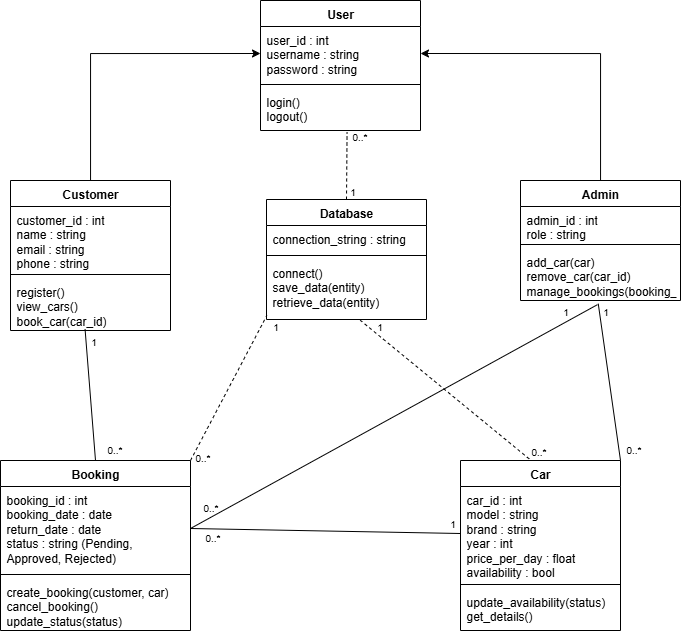 User
user_id : int
username : string
password : string
login()
logout()
0..*
1
Customer
customer_id : int
name : string
email : string
phone : string
register()
view_cars()
book_car(car_id)
1
Database
connection_string : string
connect()
save_data(entity)
retrieve_data(entity)
1
1
Admin
admin_id : int
role : string
add_car(car)
remove_car(car_id)
manage_bookings(booking_
1
1
0..*
0..*
0..*
0..*
0..*
0..*
1
Booking
booking_id : int
booking_date : date
return_date : date
status : string (Pending,
Approved, Rejected)
create_booking(customer, car)
cancel_booking()
update_status(status)
Car
car_id : int
model : string
brand : string
year : int
price_per_day : float
availability : bool
update_availability(status)
get_details()